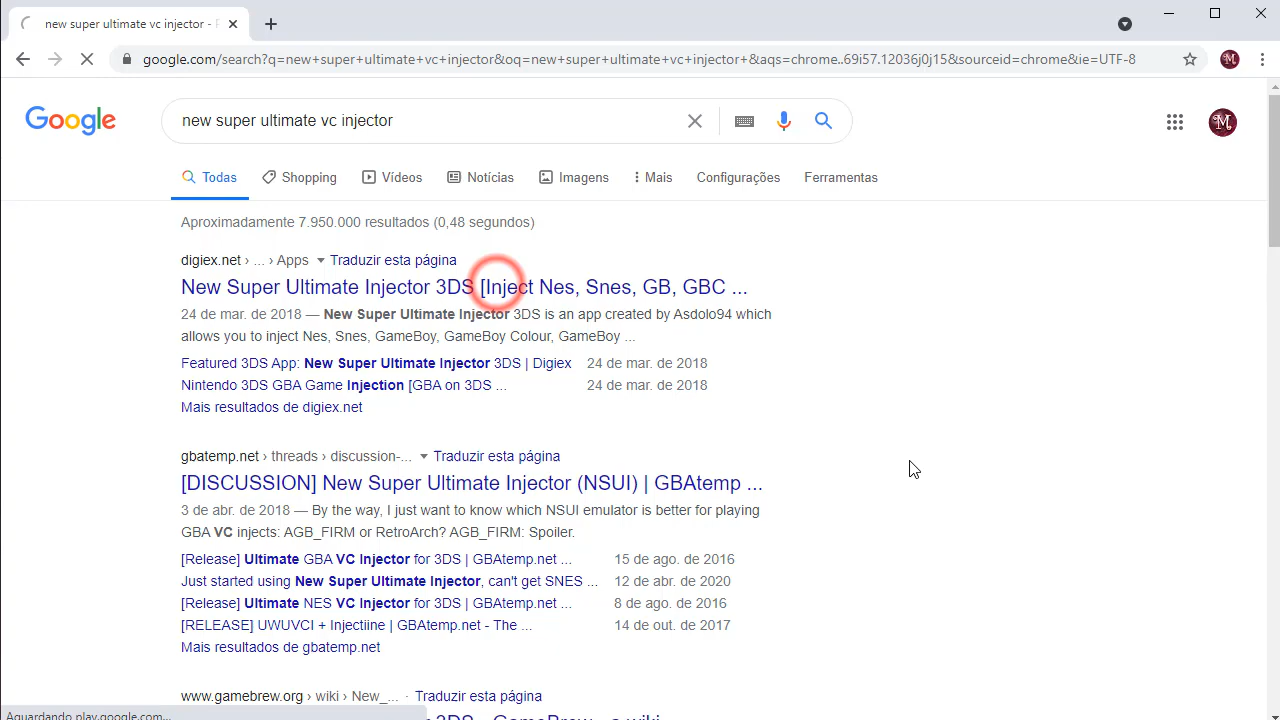 new super ultimate vc injector - F
google.com/search?q=new+super+ultimate+vc+injector&oq=new+super+ultimate+vc+injector+&aqs=chrome..69i57.12036j0j15&sourceid=chrome&ie=UTF-8
Google
new super ultimate vc injector
M
Todas Shopping Vídeos Notícias Imagens Mais Configurações Ferramentas
Aproximadamente 7.950.000 resultados (0,48 segundos)
digiex.net › ... › Apps Traduzir esta página
New Super Ultimate Injector 3DS [Inject Nes, Snes, GB, GBC ...
24 de mar. de 2018 — New Super Ultimate Injector 3DS is an app created by Asdolo94 which
allows you to inject Nes, Snes, GameBoy, GameBoy Colour, GameBoy ...
Featured 3DS App: New Super Ultimate Injector 3DS | Digiex 24 de mar. de 2018
Nintendo 3DS GBA Game Injection [GBA on 3DS ... 24 de mar. de 2018
Mais resultados de digiex.net
gbatemp.net › threads › discussion-... Traduzir esta página
[DISCUSSION] New Super Ultimate Injector (NSUI) | GBAtemp ...
3 de abr. de 2018 — By the way, I just want to know which NSUI emulator is better for playing
GBA VC injects: AGB_FIRM or RetroArch? AGB_FIRM: Spoiler.
[Release] Ultimate GBA VC Injector for 3DS | GBAtemp.net ... 15 de ago. de 2016
Just started using New Super Ultimate Injector, can't get SNES ... 12 de abr. de 2020
[Release] Ultimate NES VC Injector for 3DS | GBAtemp.net ... 8 de ago. de 2016
[RELEASE] UWUVCI + Injectiine | GBAtemp.net - The ... 14 de out. de 2017
Mais resultados de gbatemp.net
www.gamebrew.org › wiki › New_... Traduzir esta página
3DS - GameBrew - a wiki
Aguardando play.google.com...